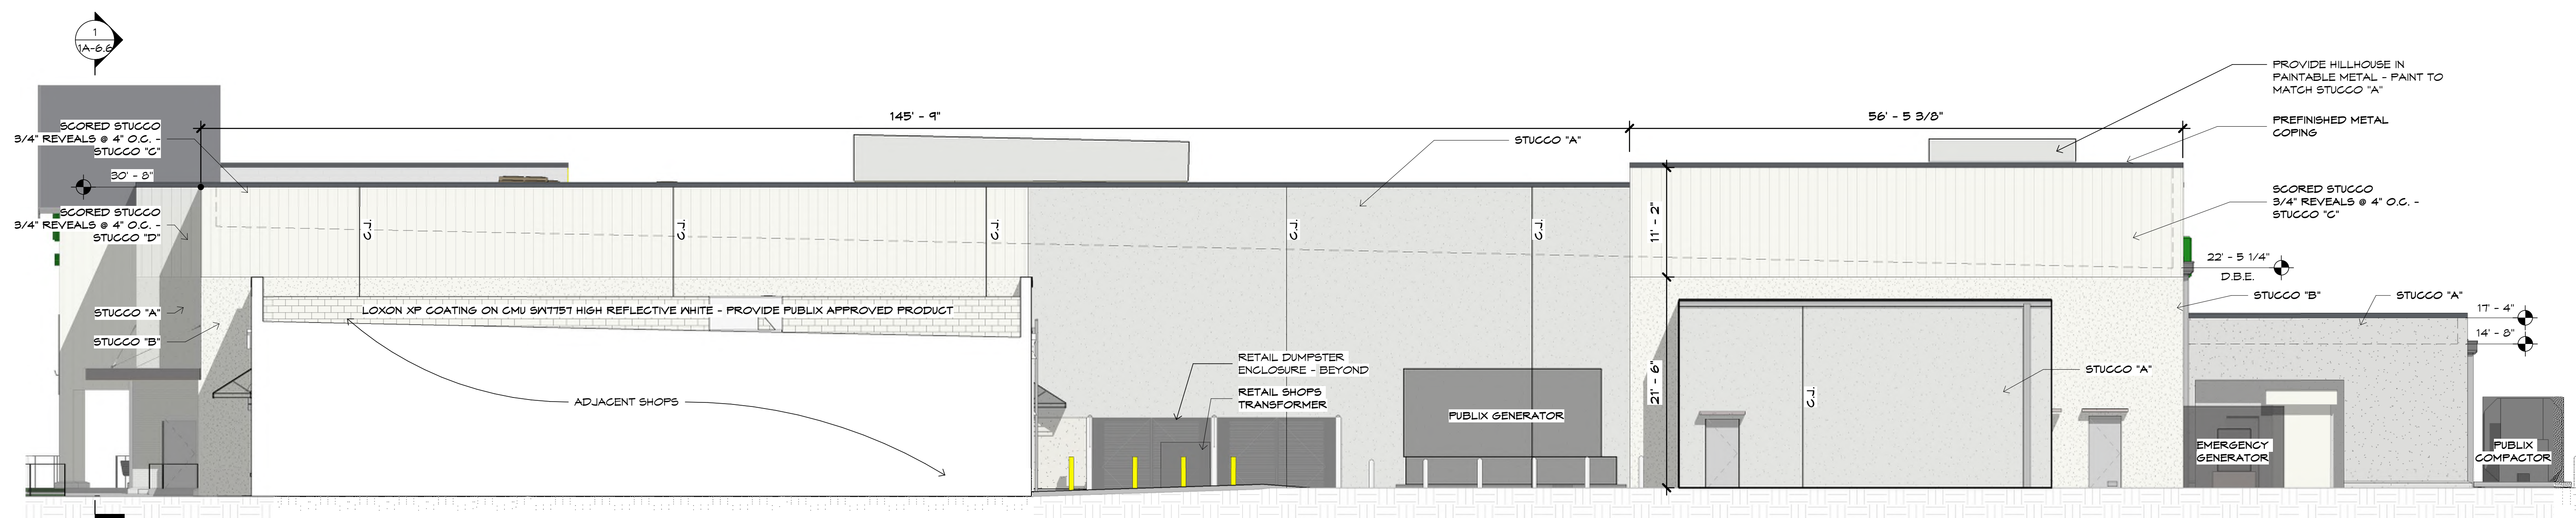 1
1A-6.6
SCORED STUCCO
3/4" REVEALS @ 4" O.C. -
STUCCO "C"
30' - 8"
SCORED STUCCO
3/4" REVEALS @ 4" O.C. -
STUCCO "D"
STUCCO "A"
STUCCO "B"
145' - 9"
C.J.
C.J.
C.J.
C.J.
C.J.
LOXON XP COATING ON CMU SW7757 HIGH REFLECTIVE WHITE - PROVIDE PUBLIX APPROVED PRODUCT
ADJACENT SHOPS
STUCCO "A"
RETAIL DUMPSTER
ENCLOSURE - BEYOND
RETAIL SHOPS
TRANSFORMER
PUBLIX GENERATOR
56' - 5 3/8"
11' - 2"
21' - 6"
C.J.
STUCCO "A"
PROVIDE HILLHOUSE IN
PAINTABLE METAL - PAINT TO
MATCH STUCCO "A"
PREFINISHED METAL
COPING
SCORED STUCCO
3/4" REVEALS @ 4" O.C. -
STUCCO "C"
22' - 5 1/4"
D.B.E.
STUCCO "B"
STUCCO "A"
17' - 4"
14' - 8"
EMERGENCY
GENERATOR
PUBLIX
COMPACTOR